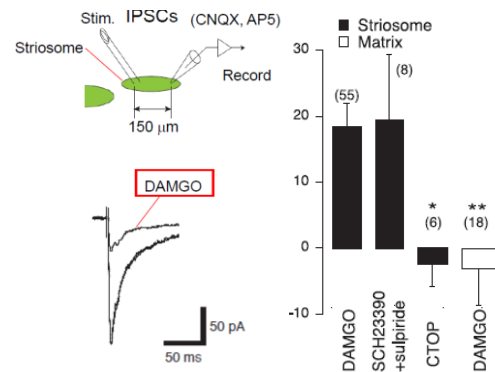 Stim. IPSCs (CNQX, AP5)
Striosome
Record
150 µm
DAMGO
50 pA
50 ms
Striosome
Matrix
30
20
10
0
-10
(55)
(8)
*
(6)
**
(18)
DAMGO
SCH23390
+sulpiride
CTOP
DAMGO